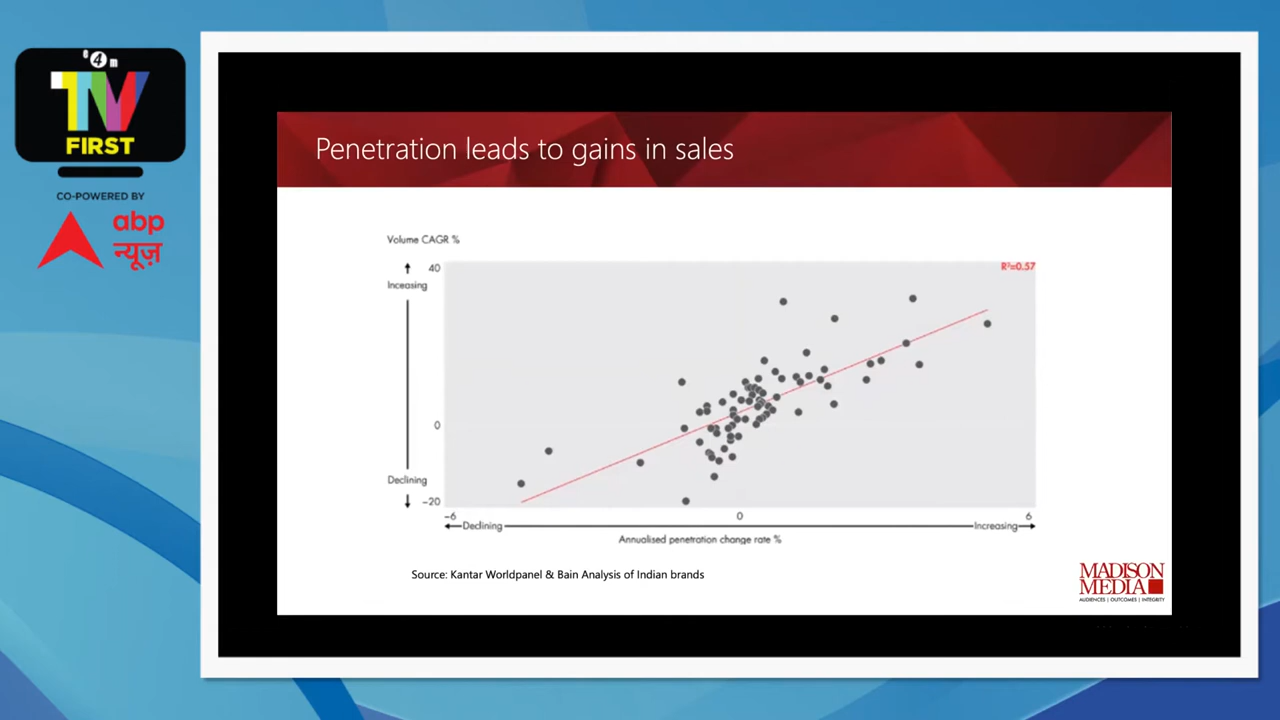 e4m
TV
FIRST
CO-POWERED BY
abp
न्यूज़
Penetration leads to gains in sales
Volume CAGR %
40
R²=0.57
Inceasing
0
Declining
-20
-6
0
6
Declining
Increasing
Annualised penetration change rate %
Source: Kantar Worldpanel & Bain Analysis of Indian brands
MADISON
MEDIA
AUDIENCES | OUTCOMES | INTEGRITY